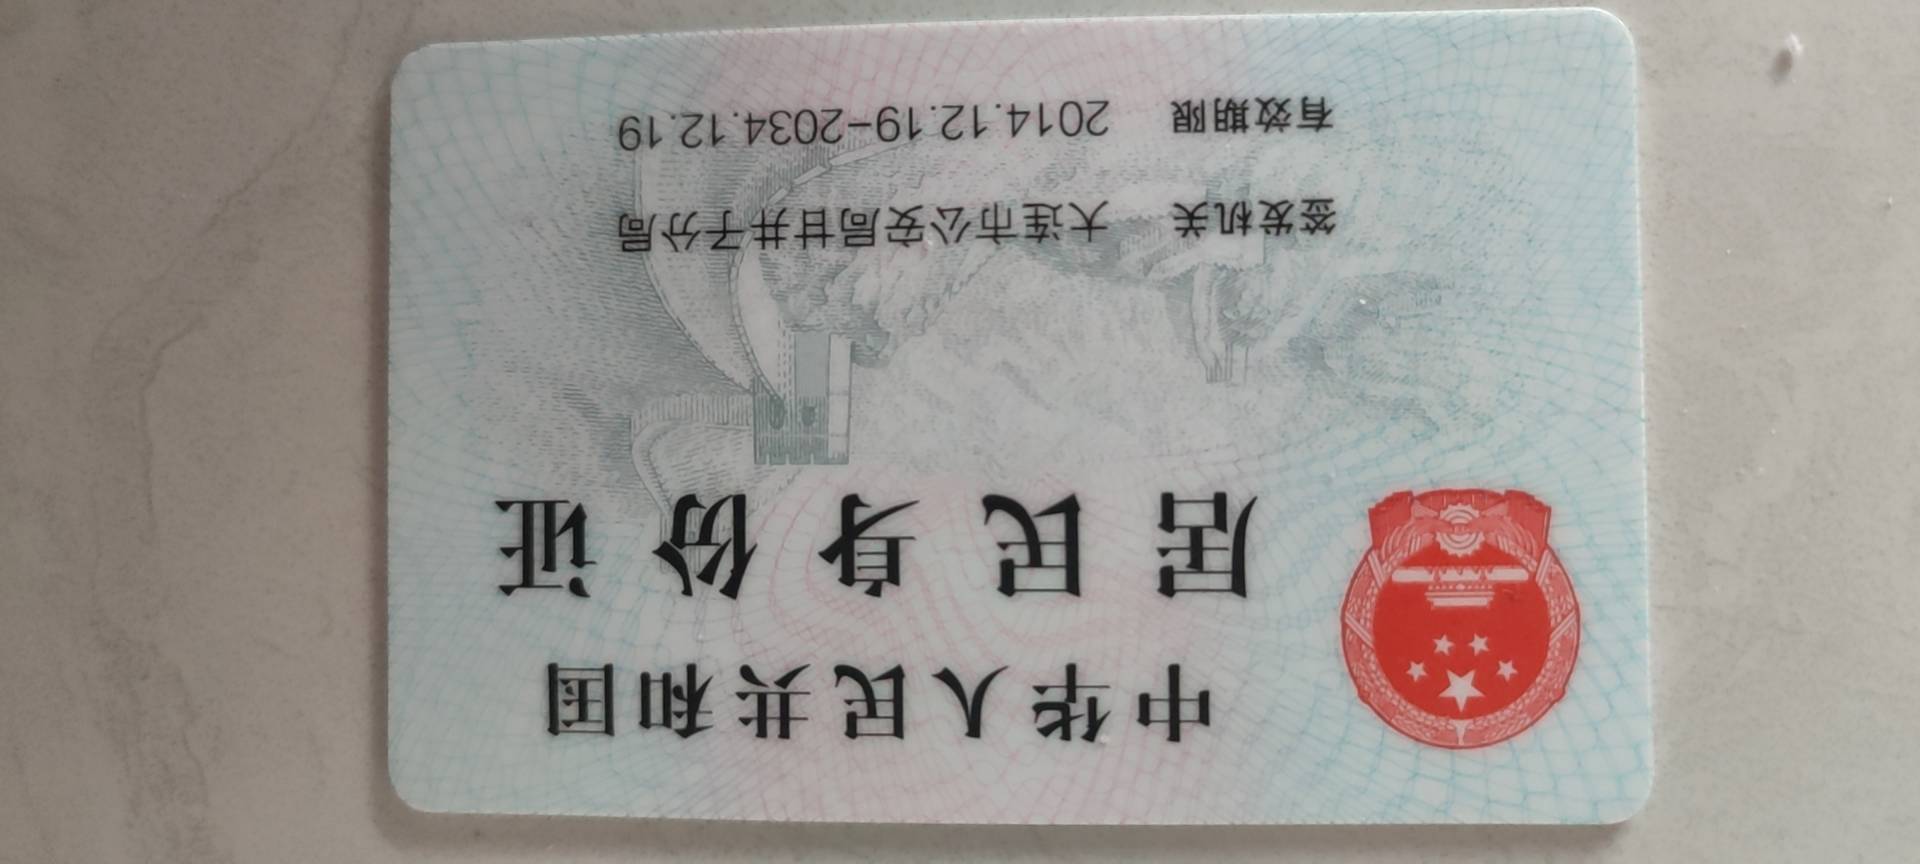 中华人民共和国
居民身份证
签发机关 大连市公安局甘井子分局
有效期限 2014.12.19-2034.12.19